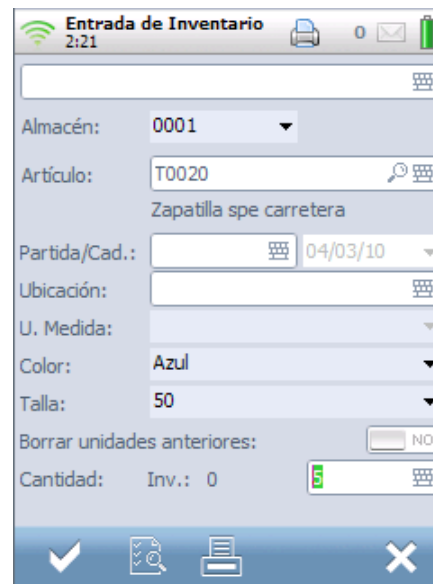 Entrada de Inventario
2:21
0
Almacén: 0001
Artículo: T0020
Zapatilla spe carretera
Partida/Cad.: 04/03/10
Ubicación:
U. Medida:
Color: Azul
Talla: 50
Borrar unidades anteriores: NO
Cantidad: Inv.: 0 5